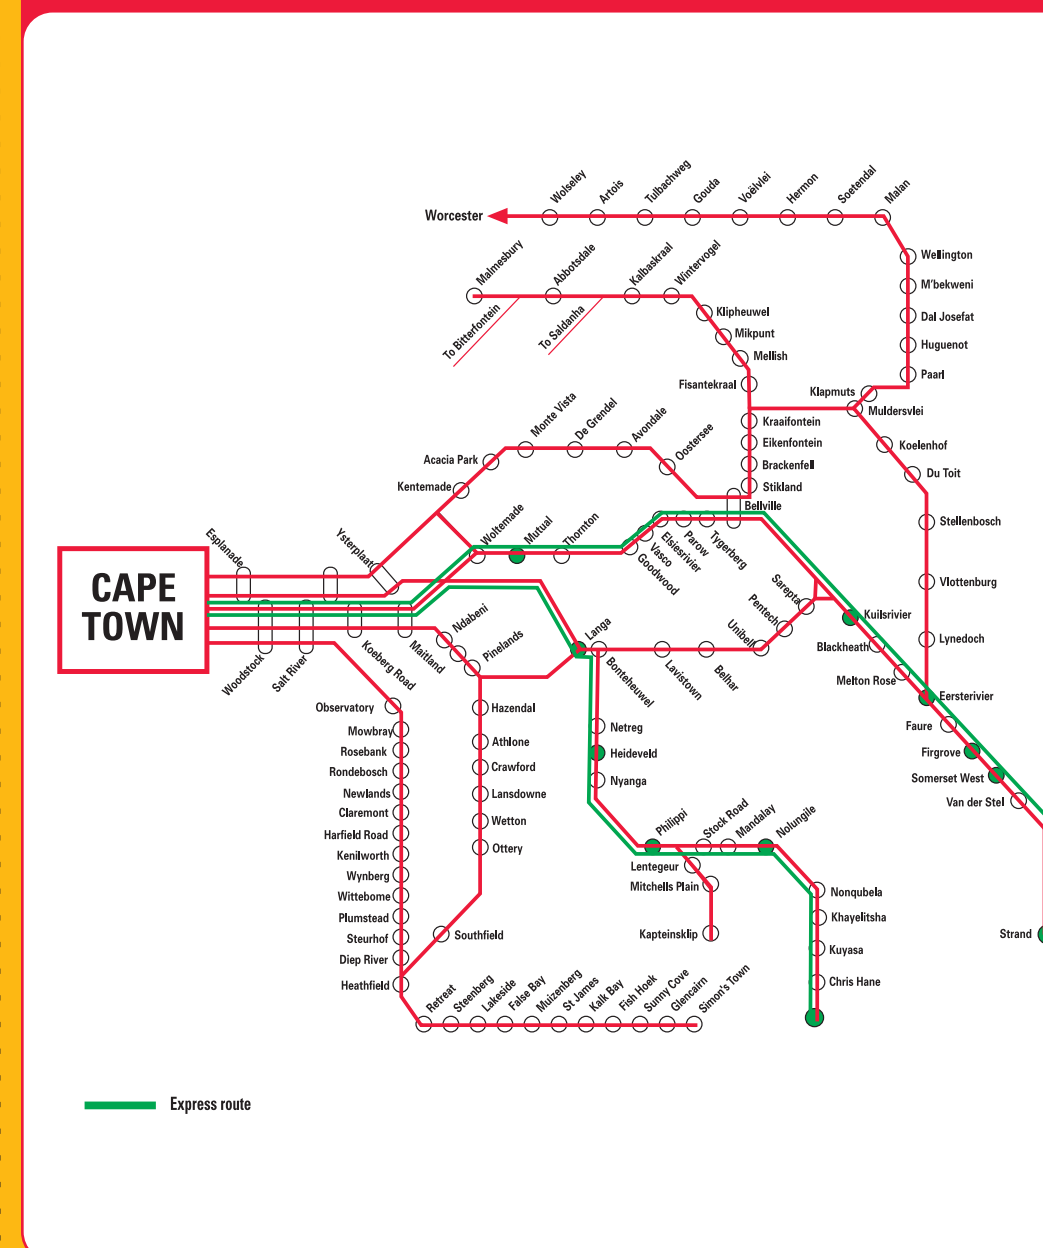 Wolseley
Artois
Tulbachweg
Gouda
Voëlvlei
Hermon
Soetendal
Malan
Worcester
Wellington
M'bekweni
Dal Josefat
Huguenot
Paarl
Klapmuts
Muldersvlei
Malmesbury
Abbotsdale
Kalbaskraal
Wintervogel
To Bitterfontein
To Saldanha
Klipheuwel
Mikpunt
Mellish
Fisantekraal
Kraaifontein
Eikenfontein
Brackenfell
Stikland
Bellville
Koelenhof
Du Toit
Stellenbosch
Vlottenburg
Lynedoch
Eersterivier
Kentemade
Acacia Park
Monte Vista
De Grendel
Avondale
Oostersee
CAPE
TOWN
Esplanade
Ysterplaat
Woodstock
Salt River
Koeberg Road
Maitland
Woltemade
Mutual
Thornton
Goodwood
Vasco
Elsiesrivier
Parow
Tygerberg
Ndabeni
Pinelands
Langa
Bonteheuwel
Lavistown
Belhar
Unibell
Pentech
Sarepta
Kuilsrivier
Blackheath
Melton Rose
Faure
Firgrove
Somerset West
Van der Stel
Strand
Observatory
Mowbray
Rosebank
Rondebosch
Newlands
Claremont
Harfield Road
Kenilworth
Wynberg
Wittebome
Plumstead
Steurhof
Diep River
Heathfield
Hazendal
Athlone
Crawford
Lansdowne
Wetton
Ottery
Southfield
Netreg
Heideveld
Nyanga
Philippi
Stock Road
Mandalay
Nolungile
Lentegeur
Mitchells Plain
Kapteinsklip
Nonqubela
Khayelitsha
Kuyasa
Chris Hane
Retreat
Steenberg
Lakeside
False Bay
Muizenberg
St James
Kalk Bay
Fish Hoek
Sunny Cove
Glencairn
Simon's Town
Express route